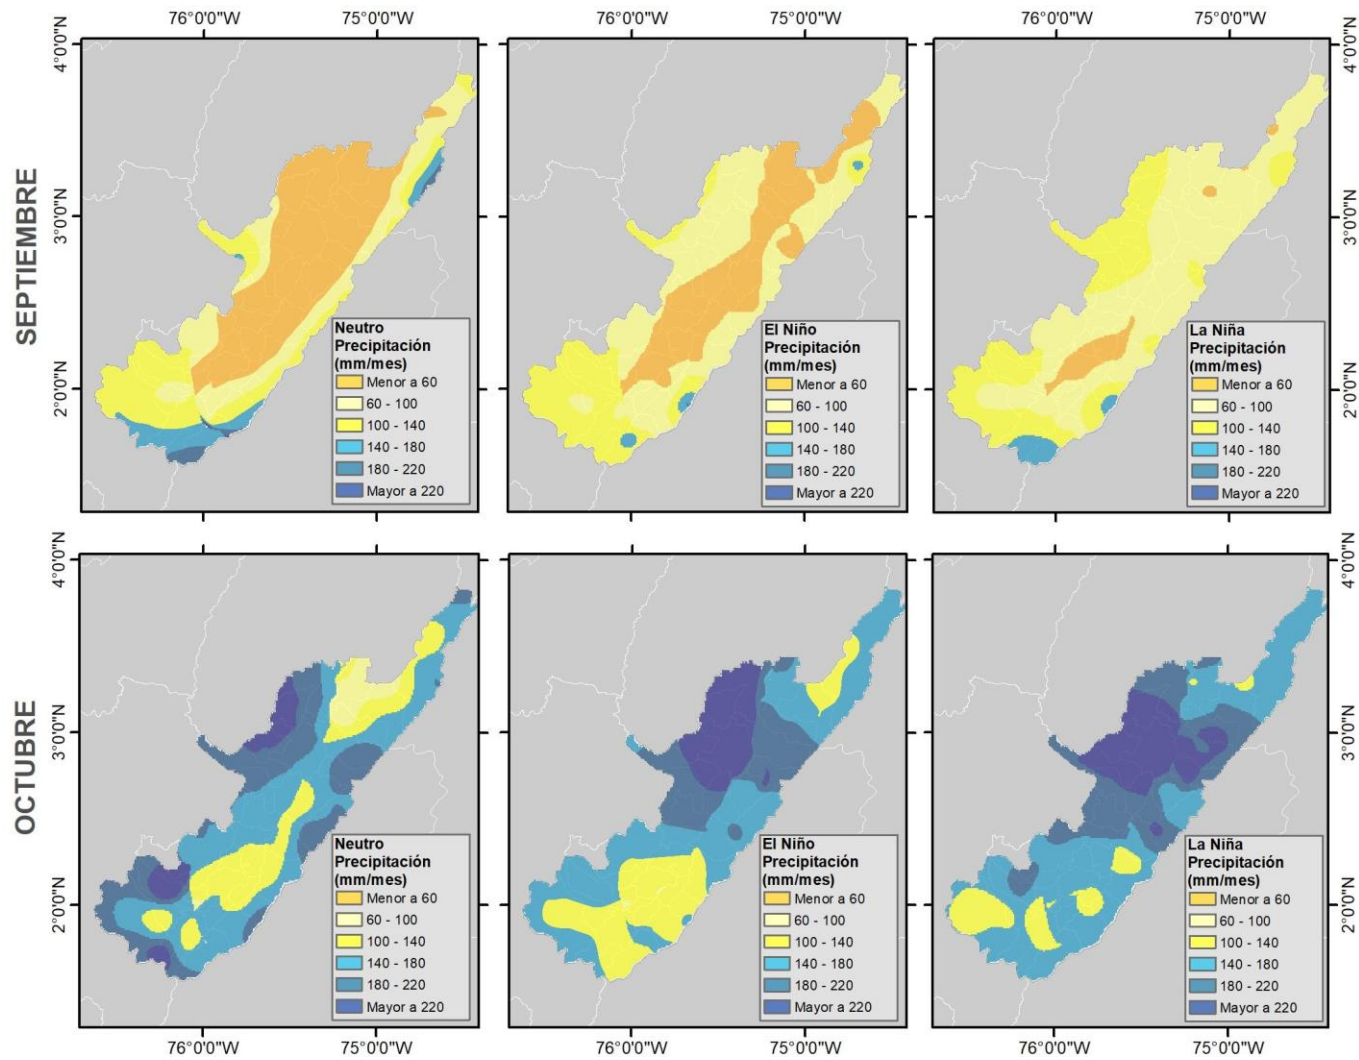 76°0'0"W 75°0'0"W 76°0'0"W 75°0'0"W 76°0'0"W 75°0'0"W
4°0'0"N
3°0'0"N
2°0'0"N
SEPTIEMBRE
Neutro
Precipitación
(mm/mes)
Menor a 60
60 - 100
100 - 140
140 - 180
180 - 220
Mayor a 220
El Niño
Precipitación
(mm/mes)
Menor a 60
60 - 100
100 - 140
140 - 180
180 - 220
Mayor a 220
La Niña
Precipitación
(mm/mes)
Menor a 60
60 - 100
100 - 140
140 - 180
180 - 220
Mayor a 220
4°0'0"N
3°0'0"N
2°0'0"N
4°0'0"N
3°0'0"N
2°0'0"N
OCTUBRE
Neutro
Precipitación
(mm/mes)
Menor a 60
60 - 100
100 - 140
140 - 180
180 - 220
Mayor a 220
El Niño
Precipitación
(mm/mes)
Menor a 60
60 - 100
100 - 140
140 - 180
180 - 220
Mayor a 220
La Niña
Precipitación
(mm/mes)
Menor a 60
60 - 100
100 - 140
140 - 180
180 - 220
Mayor a 220
4°0'0"N
3°0'0"N
2°0'0"N
76°0'0"W 75°0'0"W 76°0'0"W 75°0'0"W 76°0'0"W 75°0'0"W